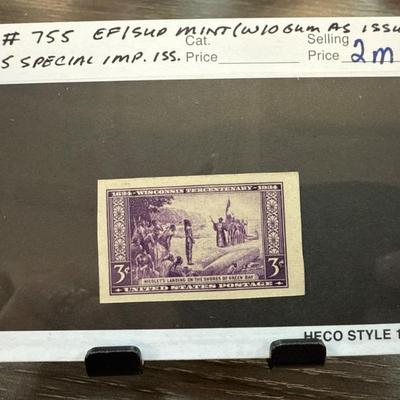 # 755 EF/SUP MINT (W/O GUM AS ISSU
Cat.
Selling
S SPECIAL IMP. ISS. Price Price 2m
1634 - WISCONSIN TERCENTENARY - 1934
3¢ 3¢
NICOLET'S LANDING ON THE SHORES OF GREEN BAY
UNITED STATES POSTAGE
HECO STYLE 1